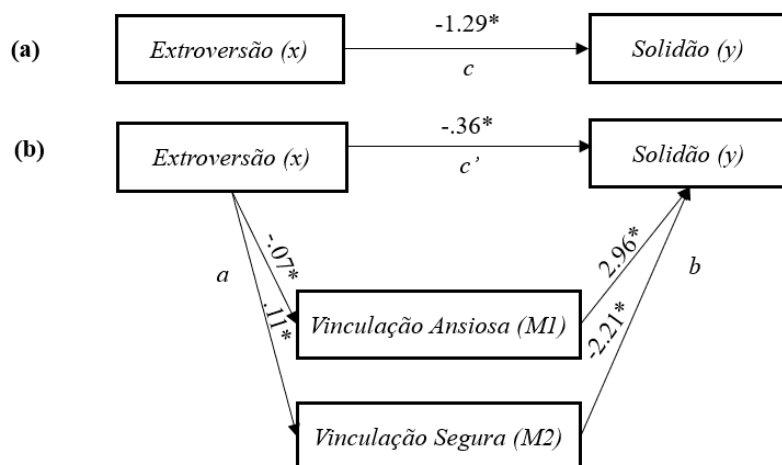 (a)
Extroversão (x)
-1.29*
c
Solidão (y)
(b)
Extroversão (x)
-.36*
c’
Solidão (y)
a
-.07*
.11*
2.96*
-2.21*
b
Vinculação Ansiosa (M1)
Vinculação Segura (M2)